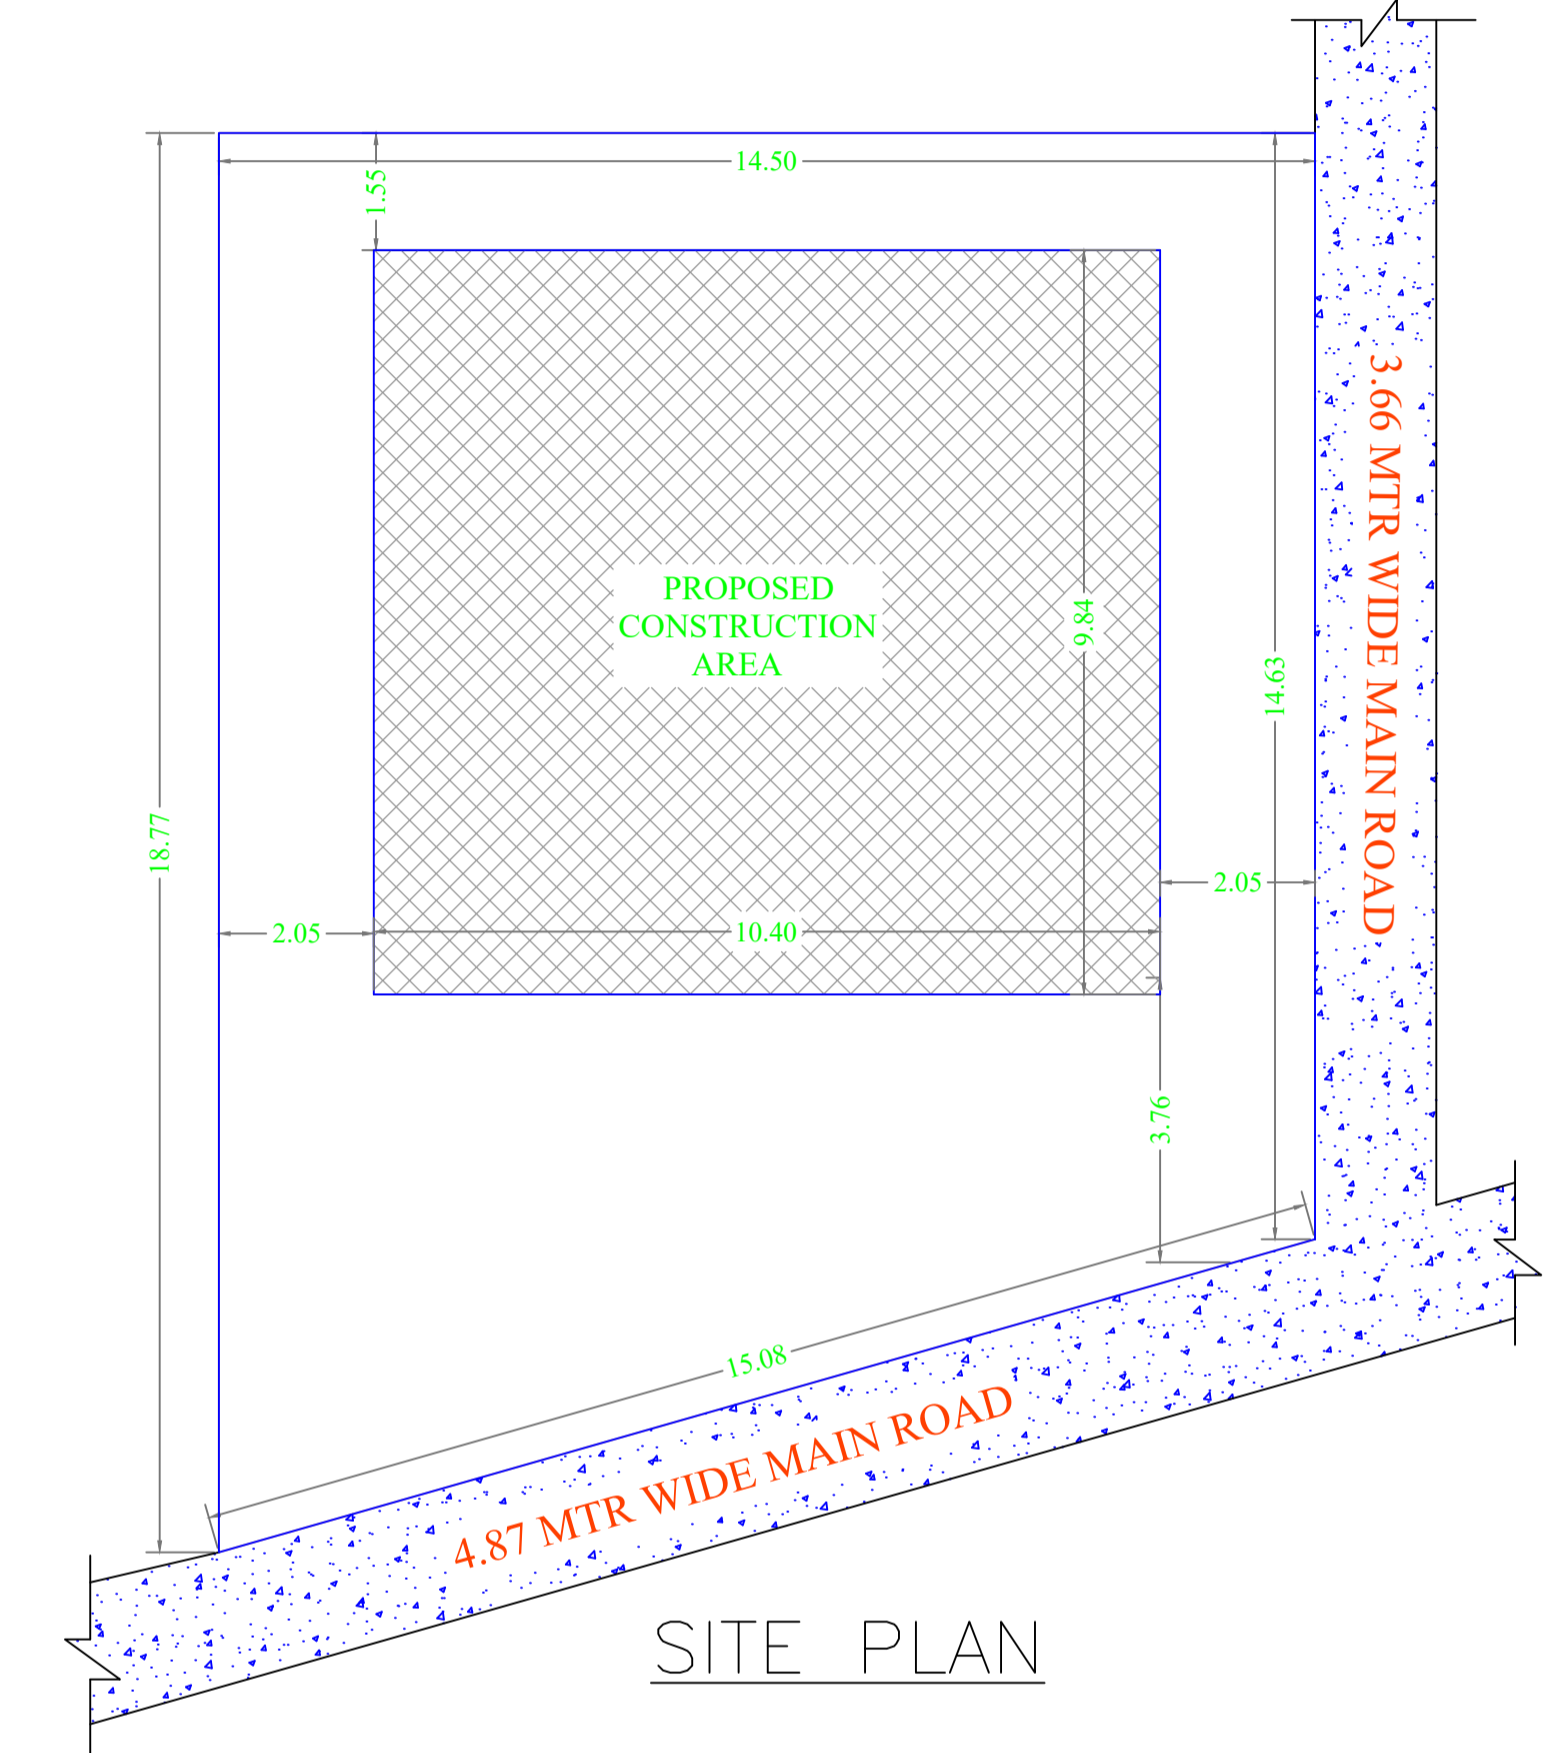 14.50
1.55
3.66 MTR WIDE MAIN ROAD
PROPOSED
CONSTRUCTION
AREA
9.84
14.63
18.77
2.05
2.05
10.40
3.76
15.08
4.87 MTR WIDE MAIN ROAD
SITE PLAN